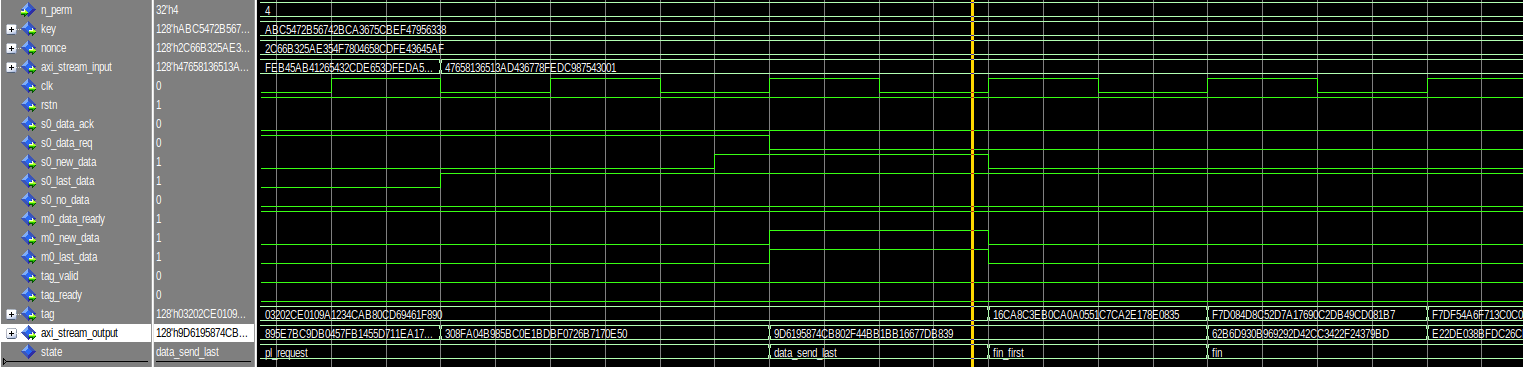 n_perm 32'h4 4
key 128'hABC5472B567... ABC5472B56742BCA3675CBEF47956338
nonce 128'h2C66B325AE3... 2C66B325AE354F7804658CDFE43645AF
axi_stream_input 128'h47658136513A... FEB45AB41265432CDE653DFEDA5... 47658136513AD436778FEDC987543001
clk 0
rstn 1
s0_data_ack 0
s0_data_req 0
s0_new_data 1
s0_last_data 1
s0_no_data 0
m0_data_ready 1
m0_new_data 1
m0_last_data 1
tag_valid 0
tag_ready 0
tag 128'h03202CE0109... 03202CE0109A1234CAB80CD69461F890 16CA8C3EB0CA0A0551C7CA2E178E0835 F7D084D8C52D7A17690C2DB49CD081B7 F7DF54A6F713C0C0
axi_stream_output 128'h9D6195874CB... 895E7BC9DB0457FB1455D711EA17... 308FA04B985BC0E1BDBF0726B7170E50 9D6195874CB802F44BB1BB16677DB839 62B6D930B969292D42CC3422F24379BD E22DE038BFDC26C
state data_send_last pl_request data_send_last fin_first fin